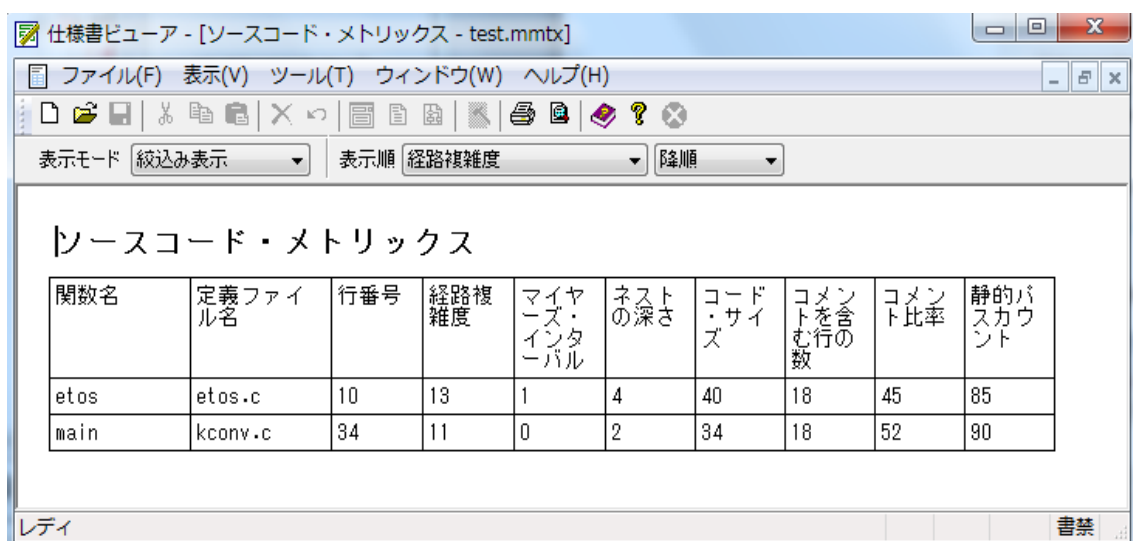 仕様書ビューア - [ソースコード・メトリックス - test.mmtx]
ファイル(F) 表示(V) ツール(T) ウィンドウ(W) ヘルプ(H)
表示モード 絞込み表示 表示順 経路複雑度 降順
ソースコード・メトリックス
関数名 定義ファイル名 行番号 経路複雑度 マイヤーズ・インターバル ネストの深さ コード・サイズ コメントを含む行の数 コメント比率 静的パスカウント
etos etos.c 10 13 1 4 40 18 45 85
main kconv.c 34 11 0 2 34 18 52 90
レディ 書禁